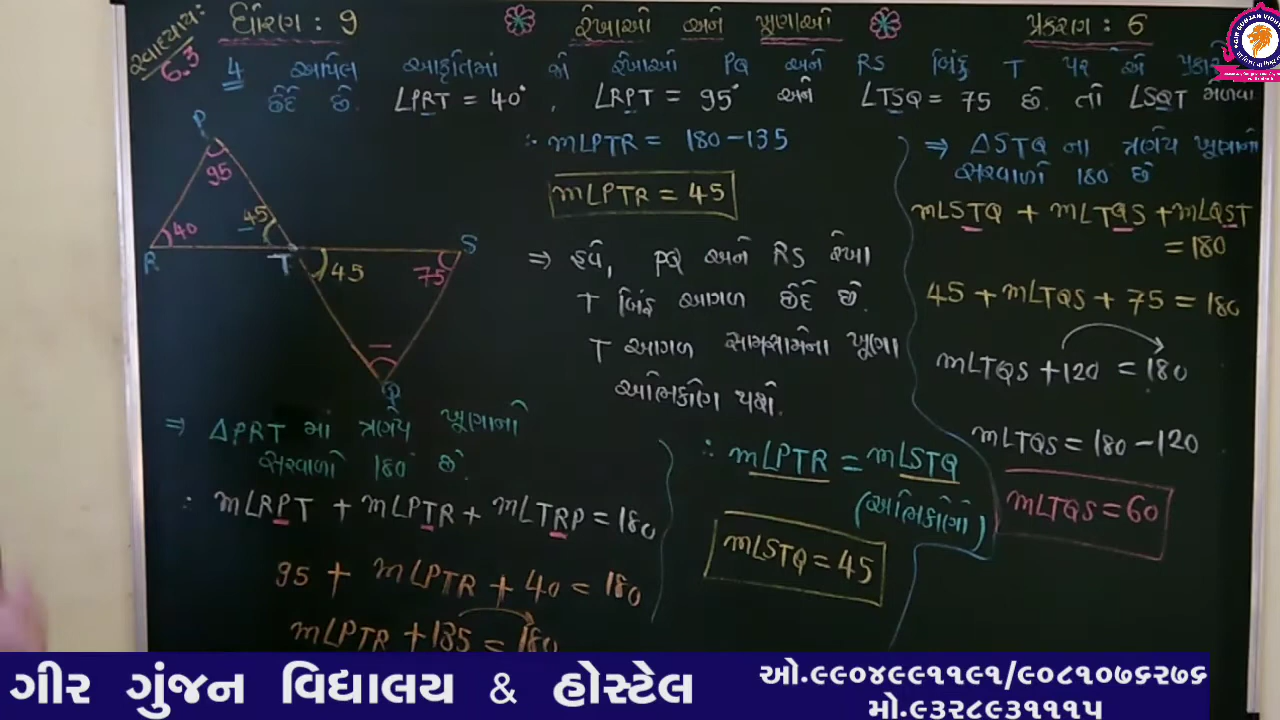 સ્વાધ્યાય:
6.3
ધોરણ : 9
રેખાઓ અને ખૂણાઓ
પ્રકરણ : 6
4 આપેલ આકૃતિમાં જો રેખાઓ PQ અને RS બિંદુ T પર એ
છેદે છે. ∠PRT = 40°, ∠RPT = 95° અને ∠TSQ = 75 છે. તો ∠SQT મળવા
P
95
40
45
R
T
45
75
S
Q
⇒ ΔPRT માં ત્રણેય ખૂણાનો
સરવાળો 180 છે.
∴ m∠RPT + m∠PTR + m∠TRP = 180
95 + m∠PTR + 40 = 180
m∠PTR + 135 = 180
∴ m∠PTR = 180 - 135
m∠PTR = 45
⇒ હવે, PQ અને RS રેખા
T બિંદુ આગળ છેદે છે.
T આગળ સામસામેના ખૂણા
અભિકોણ થશે.
∴ m∠PTR = m∠STQ
(અભિકોણો)
m∠STQ = 45
⇒ ΔSTQ ના ત્રણેય ખૂણાનો
સરવાળો 180 છે
m∠STQ + m∠TQS + m∠QST
= 180
45 + m∠TQS + 75 = 180
m∠TQS + 120 = 180
m∠TQS = 180 - 120
m∠TQS = 60
ગીર ગુંજન વિદ્યાલય & હોસ્ટેલ
ઓ.૯૯૦૪૯૯૧૧૯૧/૯૦૮૧૦૭૬૨૭૬
મો.૯૩૨૮૯૩૧૧૧૫